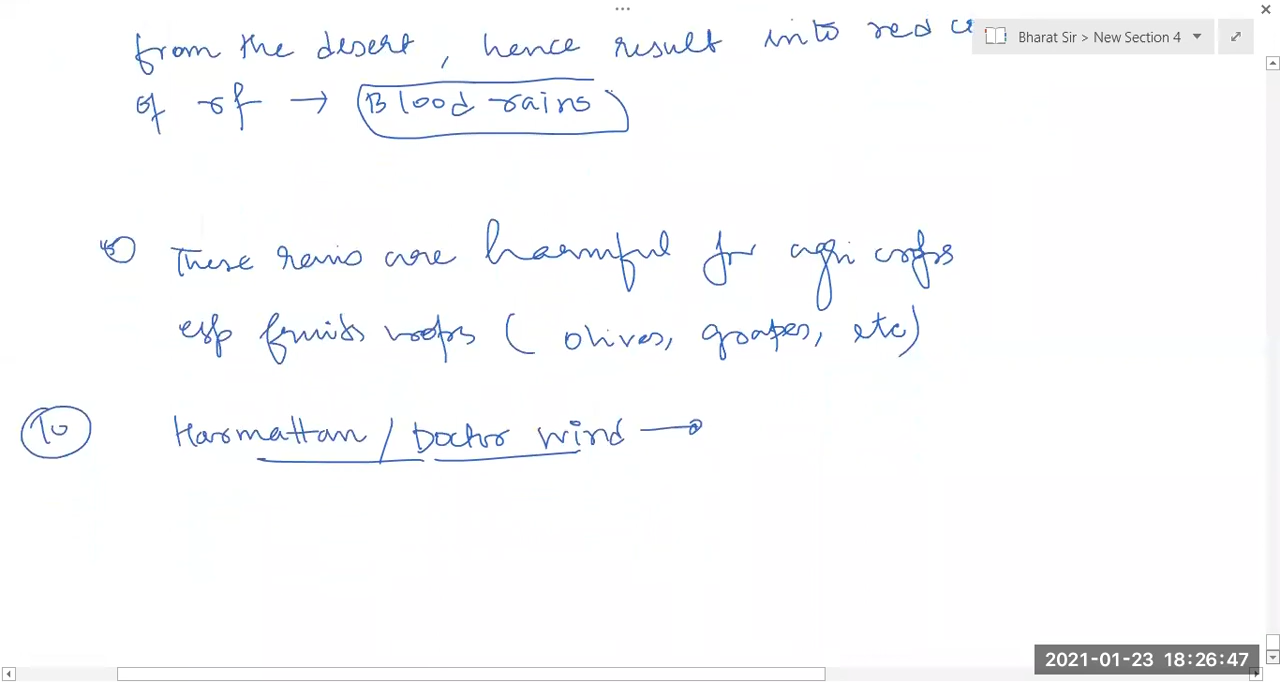 ...
from the desert, hence result into red c
Bharat Sir > New Section 4
of rf → Blood rains
These rains are harmful for agri crops
esp fruits crops ( olives, grapes, etc)
10 Harmattan / Doctor wind →
2021-01-23 18:26:47